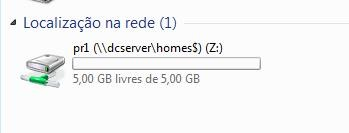 Localização na rede (1)
pr1 (\\dcserver\homes$) (Z:)
5,00 GB livres de 5,00 GB